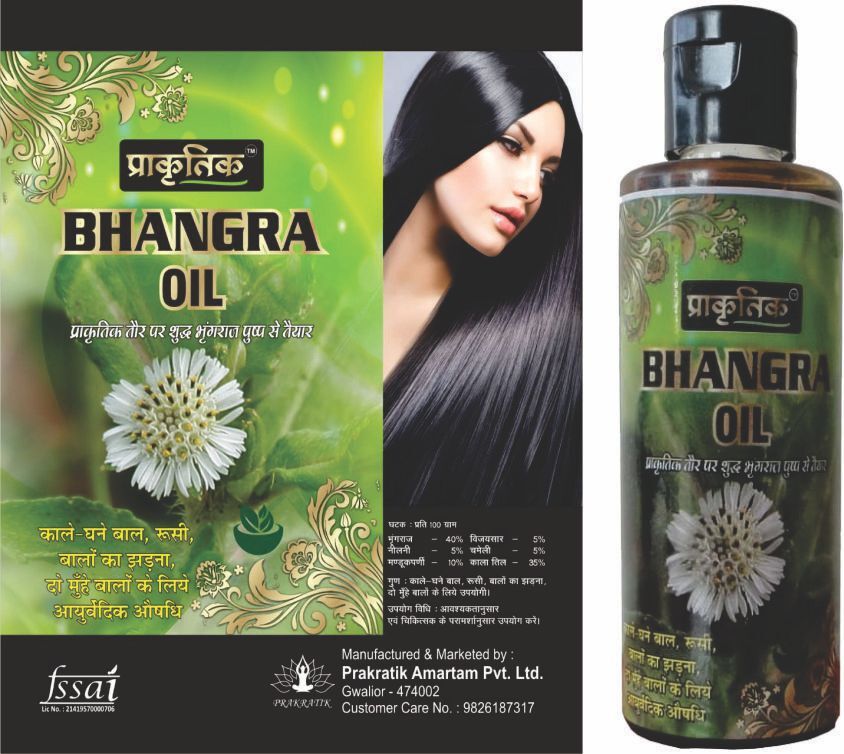 प्राकृतिक TM
BHANGRA
OIL
प्राकृतिक तौर पर शुद्ध भृंगराज पुष्प से तैयार
काले-घने बाल, रूसी,
बालों का झड़ना,
दो मुँहे बालों के लिये
आयुर्वेदिक औषधि
घटक : प्रति 100 ग्राम
भृंगराज – 40% विजयसार – 5%
नीलनी – 5% चमेली – 5%
मण्डूकपर्णी – 10% काला तिल – 35%
गुण : काले-घने बाल, रूसी, बालों का झडना,
दो मुँहे बालों के लिये उपयोगी।
उपयोग विधि : आवश्यकतानुसार
एवं चिकित्सक के परामर्शानुसार उपयोग करें।
fssai
Lic No. : 21419570000706
PRAKRATIK
Manufactured & Marketed by :
Prakratik Amartam Pvt. Ltd.
Gwalior - 474002
Customer Care No. : 9826187317
प्राकृतिक TM
BHANGRA
OIL
प्राकृतिक तौर पर शुद्ध भृंगराज पुष्प से तैयार
काले-घने बाल, रूसी,
बालों का झड़ना,
दो मुँहे बालों के लिये
आयुर्वेदिक औषधि